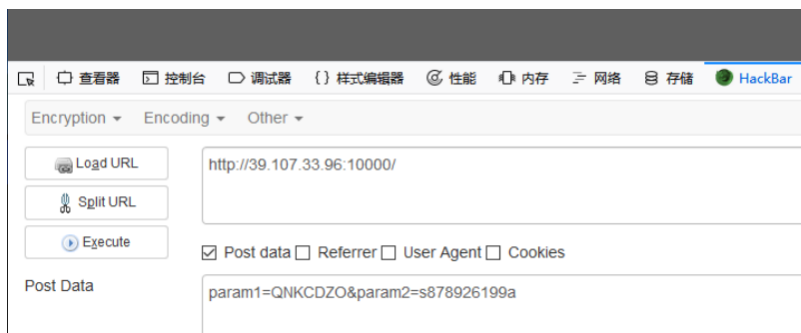 查看器 控制台 调试器 {} 样式编辑器 性能 内存 网络 存储 HackBar
Encryption Encoding Other
Load URL
http://39.107.33.96:10000/
Split URL
Execute
Post data Referrer User Agent Cookies
Post Data
param1=QNKCDZO&param2=s878926199a